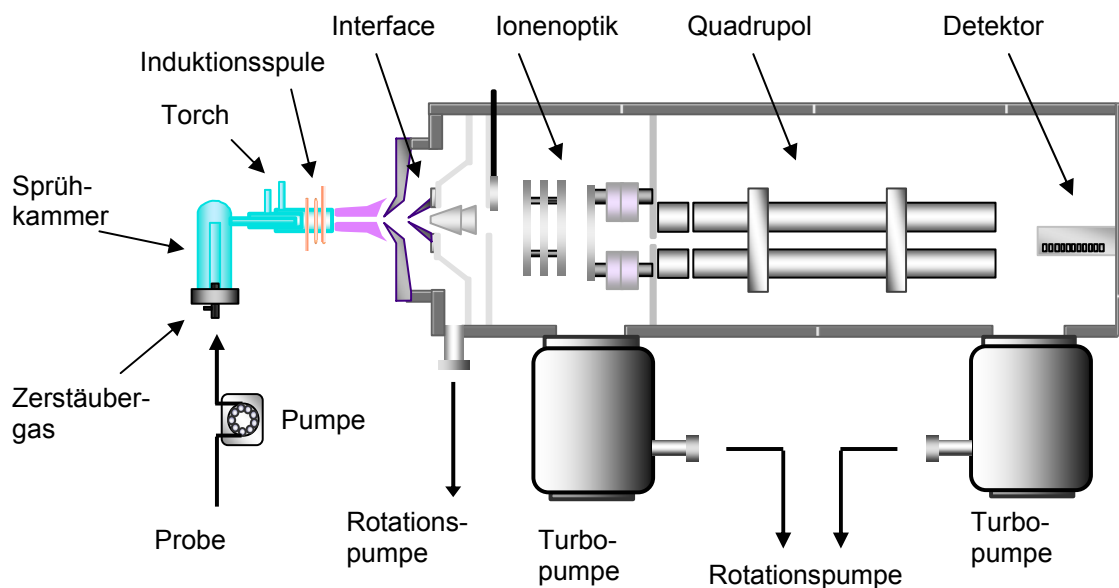 Interface
Ionenoptik
Quadrupol
Detektor
Induktionsspule
Torch
Sprüh-
kammer
Zerstäuber-
gas
Pumpe
Probe
Rotations-
pumpe
Turbo-
pumpe
Rotationspumpe
Turbo-
pumpe